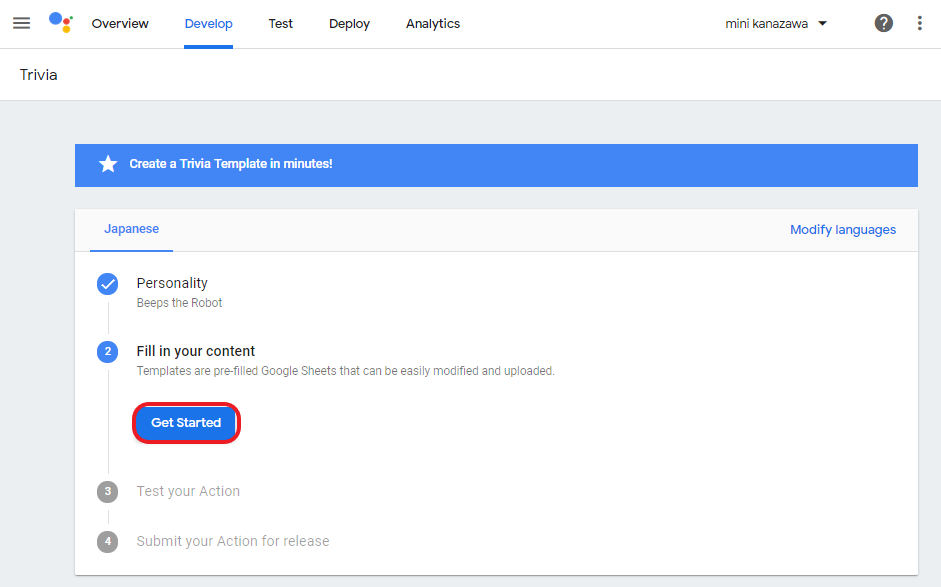 Overview Develop Test Deploy Analytics mini kanazawa ?
Trivia
Create a Trivia Template in minutes!
Japanese Modify languages
Personality
Beeps the Robot
2 Fill in your content
Templates are pre-filled Google Sheets that can be easily modified and uploaded.
Get Started
3 Test your Action
4 Submit your Action for release